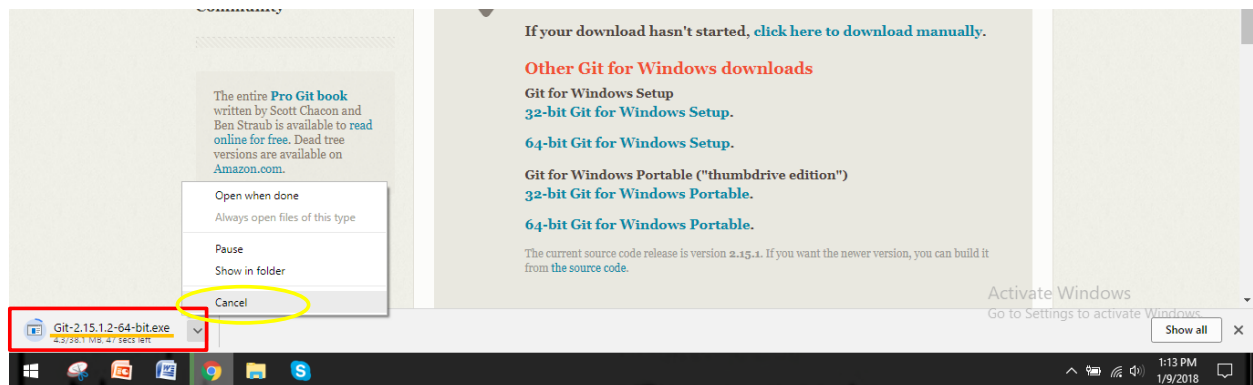 Community
If your download hasn't started, click here to download manually.
Other Git for Windows downloads
Git for Windows Setup
32-bit Git for Windows Setup.
64-bit Git for Windows Setup.
Git for Windows Portable ("thumbdrive edition")
32-bit Git for Windows Portable.
64-bit Git for Windows Portable.
The current source code release is version 2.15.1. If you want the newer version, you can build it
from the source code.
The entire Pro Git book
written by Scott Chacon and
Ben Straub is available to read
online for free. Dead tree
versions are available on
Amazon.com.
Open when done
Always open files of this type
Pause
Show in folder
Cancel
Activate Windows
Go to Settings to activate Windows.
Git-2.15.1.2-64-bit.exe
4.3/38.1 MB, 47 secs left
Show all
1:13 PM
1/9/2018